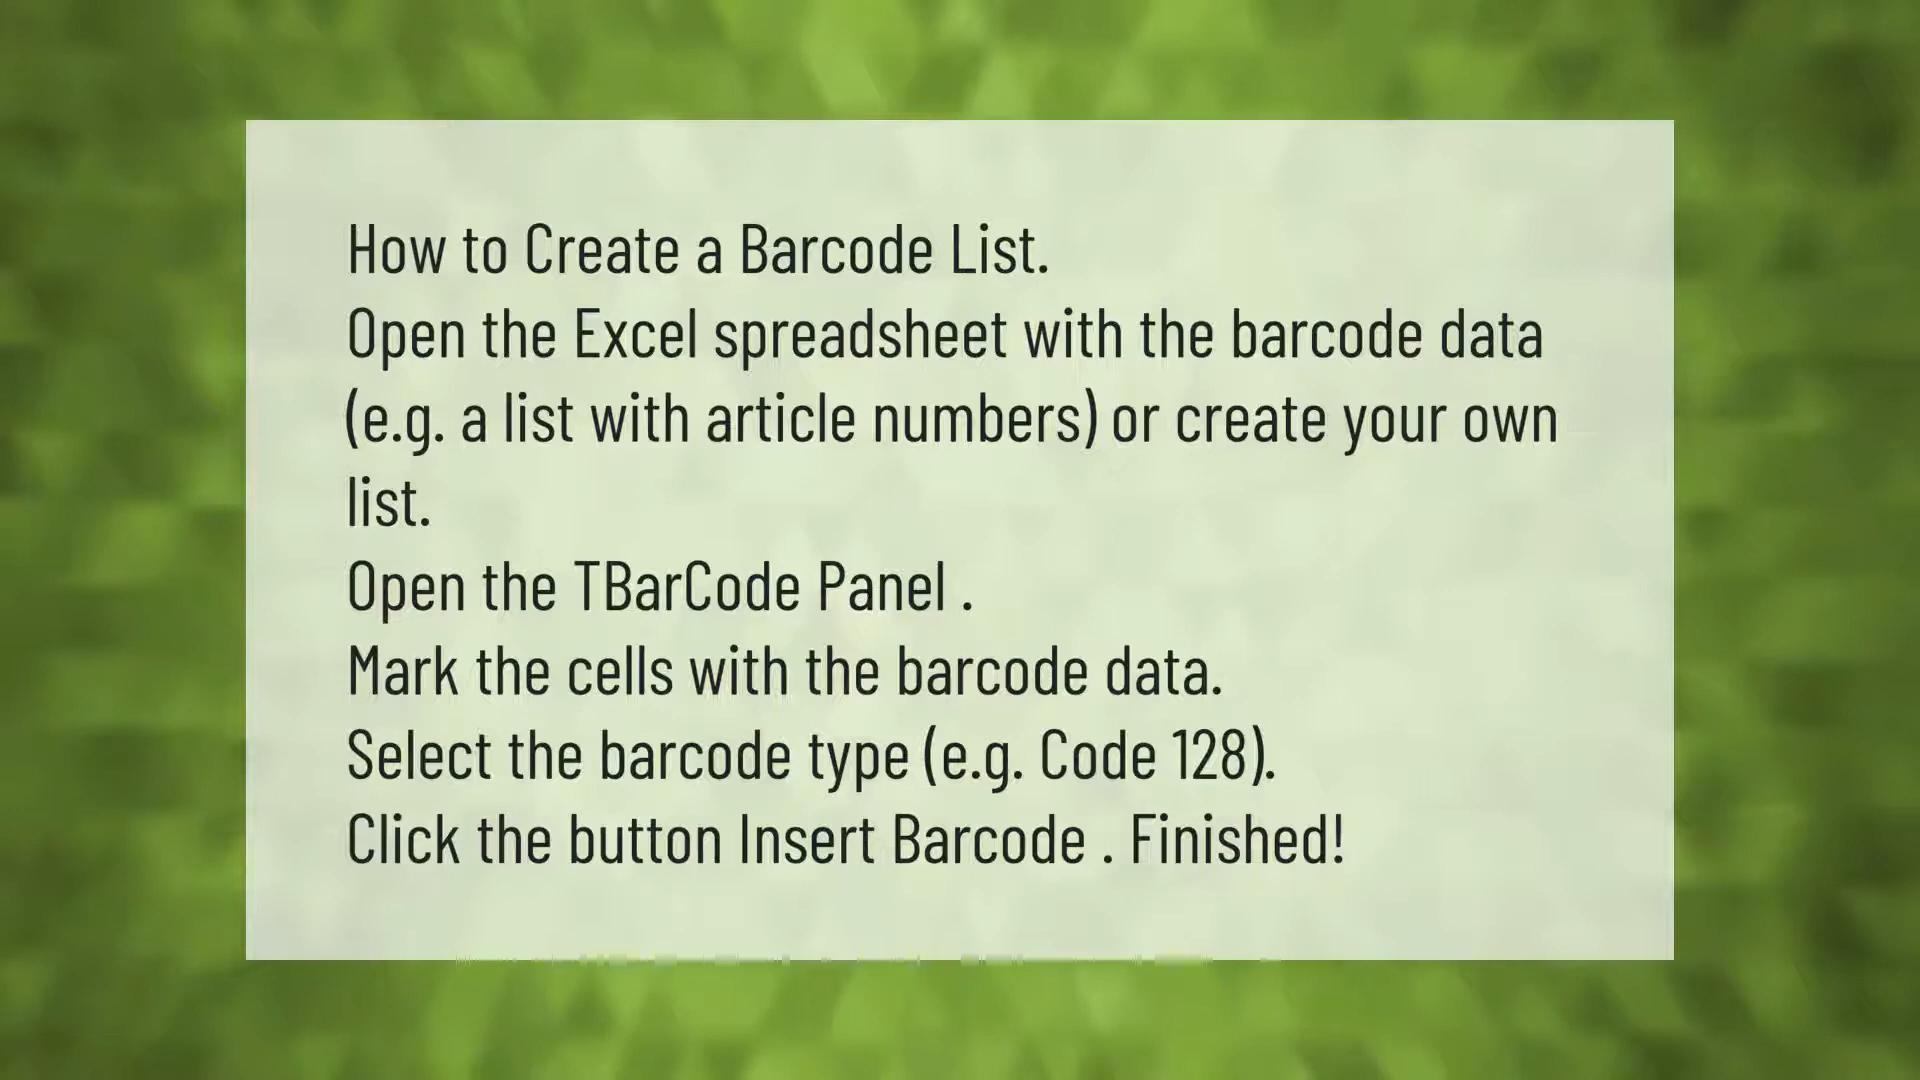 How to Create a Barcode List.
Open the Excel spreadsheet with the barcode data
(e.g. a list with article numbers) or create your own
list.
Open the TBarCode Panel .
Mark the cells with the barcode data.
Select the barcode type (e.g. Code 128).
Click the button Insert Barcode . Finished!